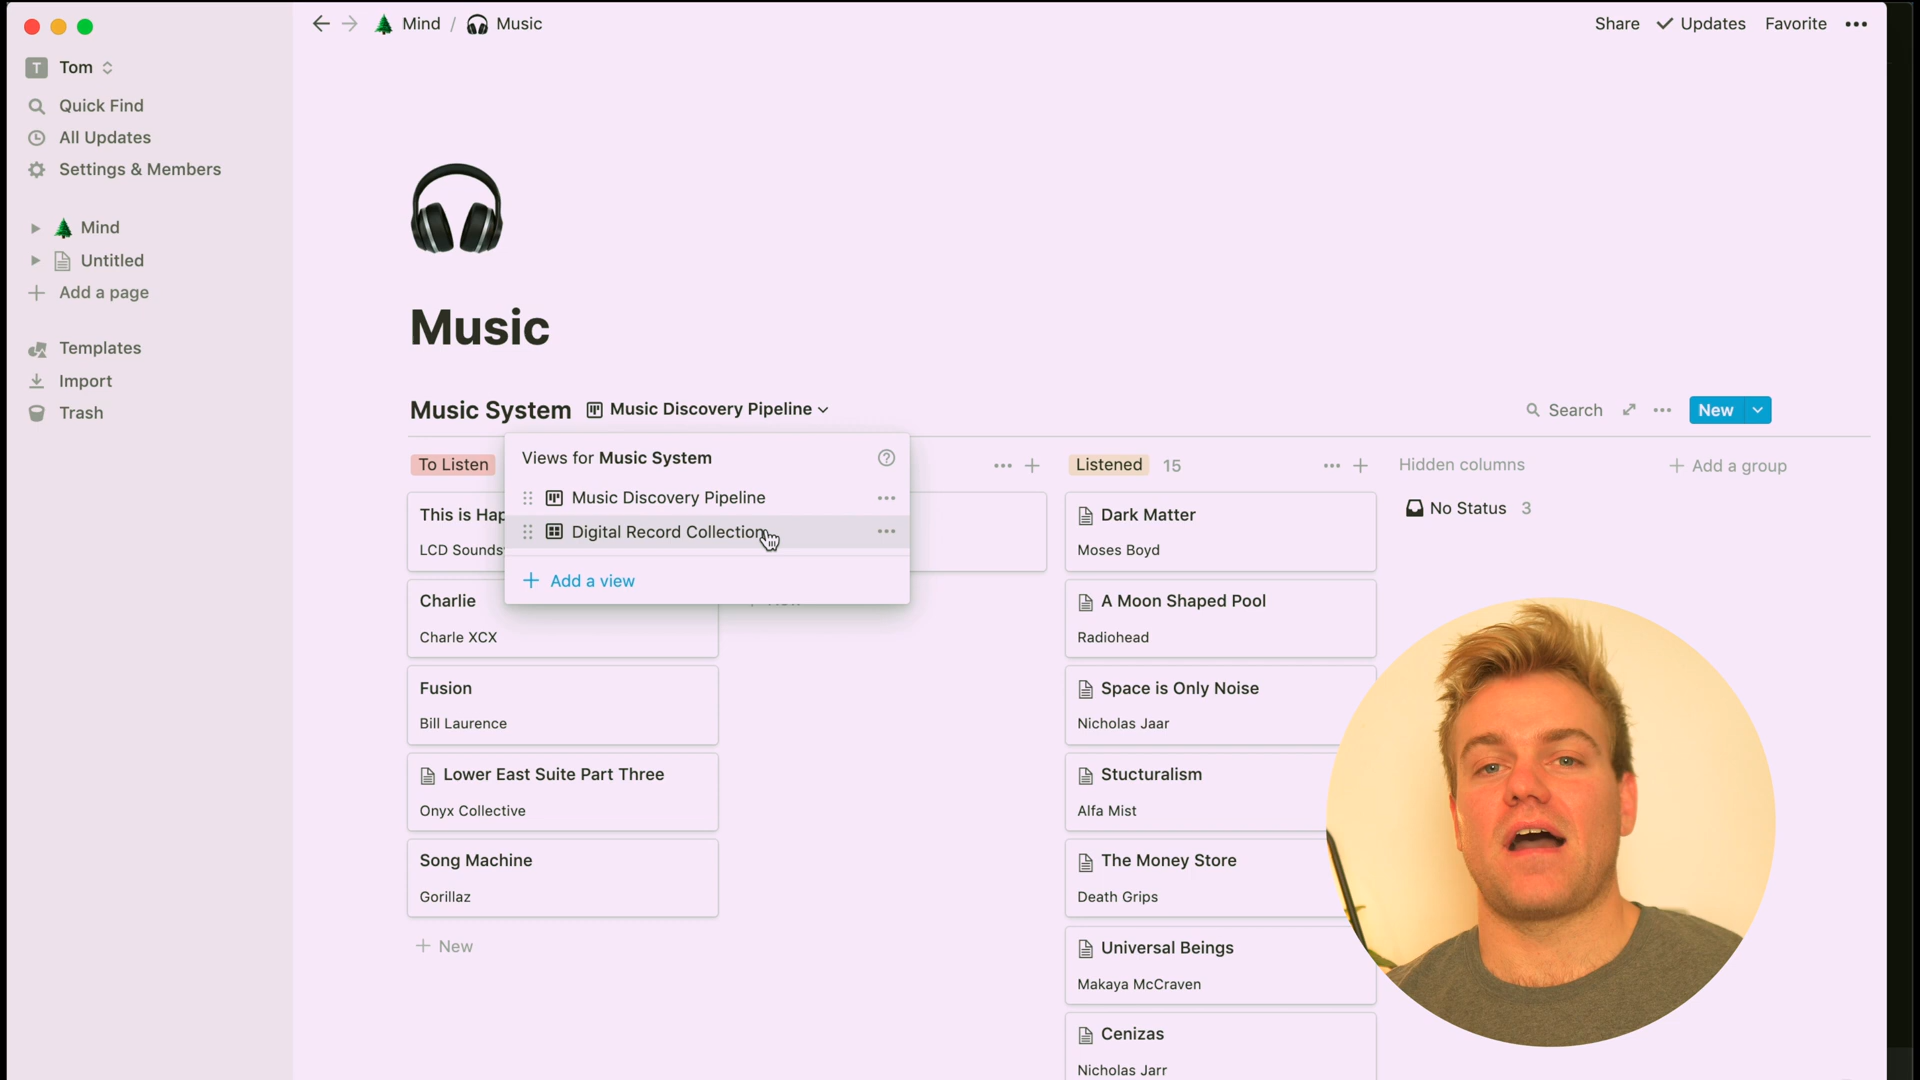 Mind / Music
Share Updates Favorite
T Tom
Quick Find
All Updates
Settings & Members
Mind
Untitled
Add a page
Templates
Import
Trash
Music
Music System Music Discovery Pipeline
Search New
To Listen
Views for Music System
Music Discovery Pipeline
Digital Record Collection
Add a view
This is Hap
LCD Sounds
Charlie
Charle XCX
Fusion
Bill Laurence
Lower East Suite Part Three
Onyx Collective
Song Machine
Gorillaz
New
Listened 15
Dark Matter
Moses Boyd
A Moon Shaped Pool
Radiohead
Space is Only Noise
Nicholas Jaar
Stucturalism
Alfa Mist
The Money Store
Death Grips
Universal Beings
Makaya McCraven
Cenizas
Nicholas Jarr
Hidden columns
No Status 3
Add a group